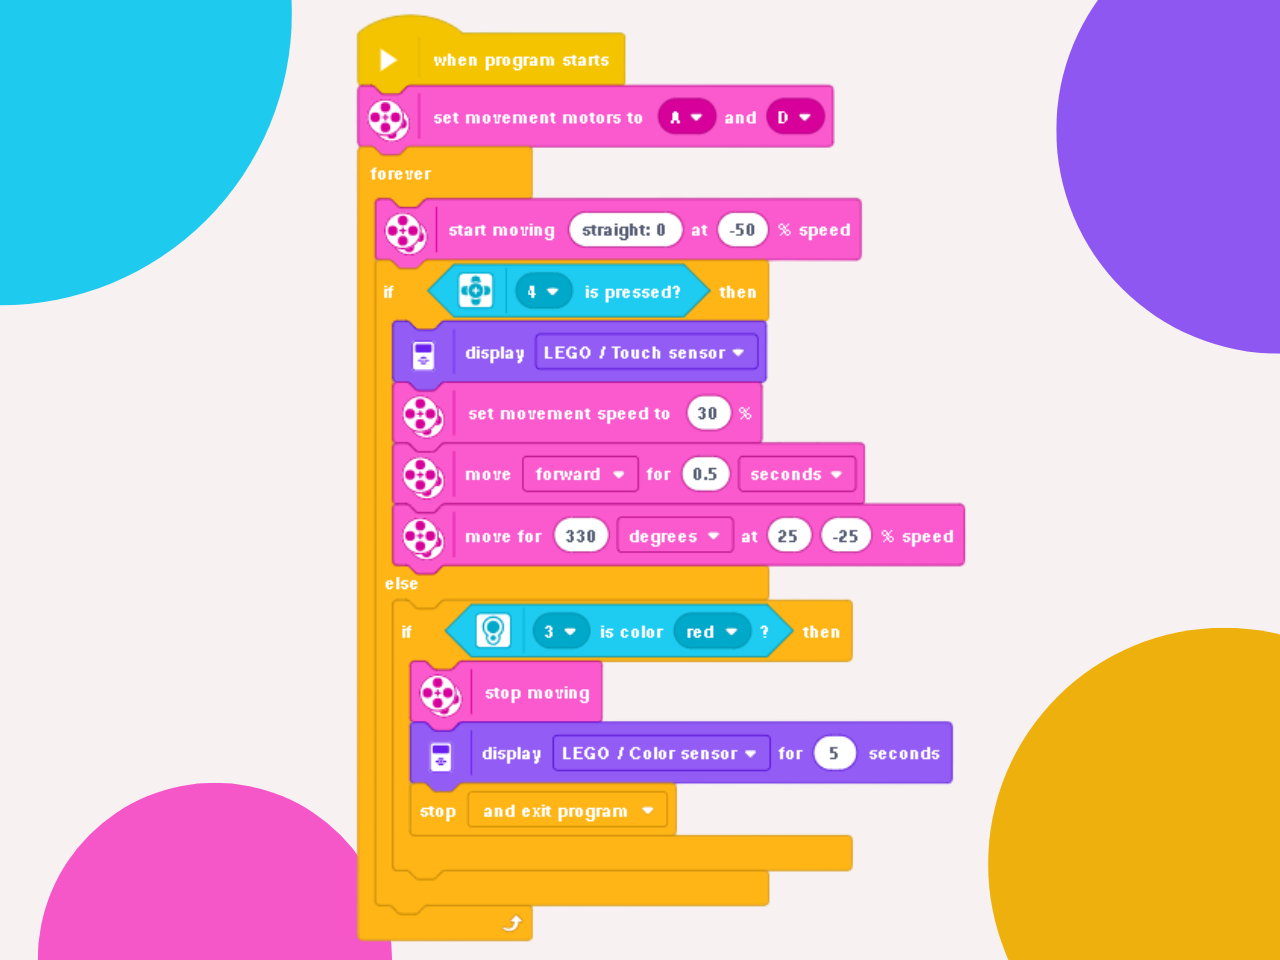 when program starts
set movement motors to A and D
forever
start moving straight: 0 at -50 % speed
if 4 is pressed? then
display LEGO / Touch sensor
set movement speed to 30 %
move forward for 0.5 seconds
move for 330 degrees at 25 -25 % speed
else
if 3 is color red ? then
stop moving
display LEGO / Color sensor for 5 seconds
stop and exit program